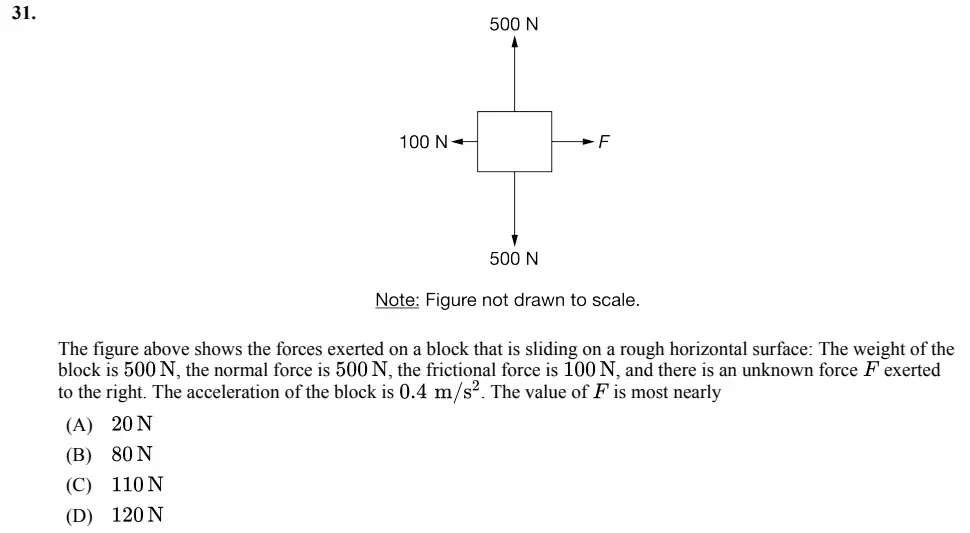 31.
500 N
100 N F
500 N
Note: Figure not drawn to scale.
The figure above shows the forces exerted on a block that is sliding on a rough horizontal surface: The weight of the
block is 500 N, the normal force is 500 N, the frictional force is 100 N, and there is an unknown force F exerted
to the right. The acceleration of the block is 0.4 m/s². The value of F is most nearly
(A) 20 N
(B) 80 N
(C) 110 N
(D) 120 N